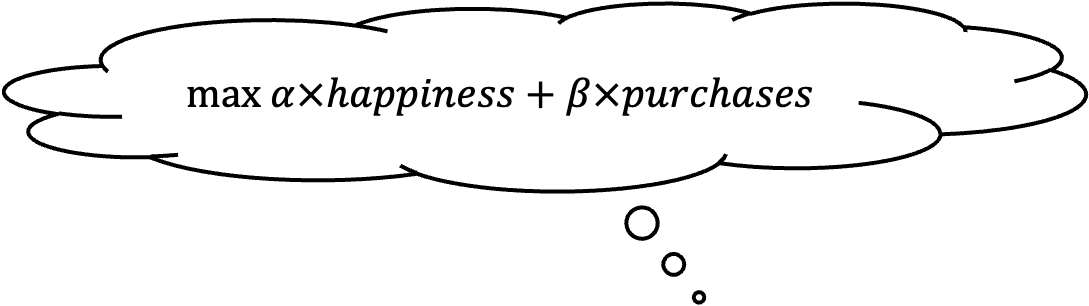 max α×happiness + β×purchases